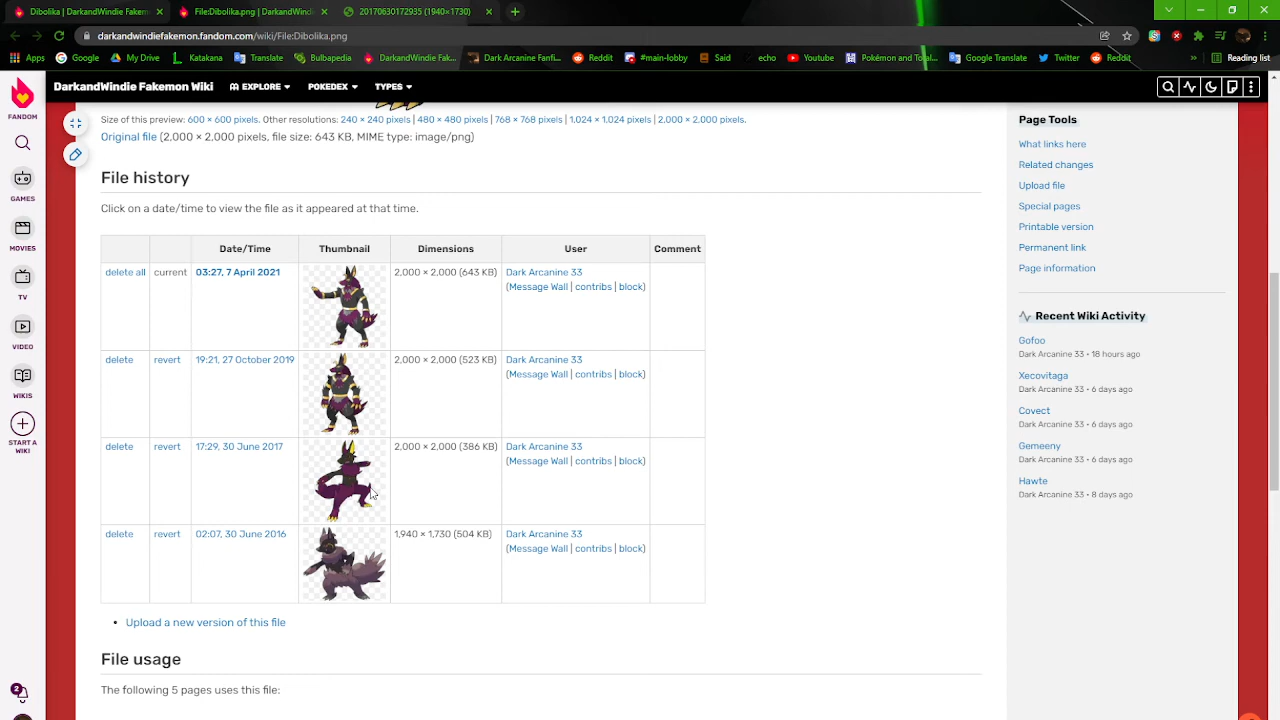 Dibolika | DarkandWindie Fakem
File:Dibolika.png | DarkandWind
20170630172935 (1940×1730)
darkandwindiefakemon.fandom.com/wiki/File:Dibolika.png
Apps Google My Drive Katakana Translate Bulbapedia DarkandWindie Fak... Dark Arcanine Fanfi... Reddit #main-lobby Said echo YouTube Pokémon and Total... Google Translate Twitter Reddit » Reading list
DarkandWindie Fakemon Wiki EXPLORE POKEDEX TYPES
FANDOM
GAMES
MOVIES
TV
VIDEO
WIKIS
START A
WIKI
2
Size of this preview: 600 × 600 pixels. Other resolutions: 240 × 240 pixels | 480 × 480 pixels | 768 × 768 pixels | 1,024 × 1,024 pixels | 2,000 × 2,000 pixels.
Original file (2,000 × 2,000 pixels, file size: 643 KB, MIME type: image/png)
File history
Click on a date/time to view the file as it appeared at that time.
Date/Time Thumbnail Dimensions User Comment
delete all current 03:27, 7 April 2021 2,000 × 2,000 (643 KB) Dark Arcanine 33
(Message Wall | contribs | block)
delete revert 19:21, 27 October 2019 2,000 × 2,000 (523 KB) Dark Arcanine 33
(Message Wall | contribs | block)
delete revert 17:29, 30 June 2017 2,000 × 2,000 (386 KB) Dark Arcanine 33
(Message Wall | contribs | block)
delete revert 02:07, 30 June 2016 1,940 × 1,730 (504 KB) Dark Arcanine 33
(Message Wall | contribs | block)
• Upload a new version of this file
File usage
The following 5 pages uses this file:
Page Tools
What links here
Related changes
Upload file
Special pages
Printable version
Permanent link
Page information
Recent Wiki Activity
Gofoo
Dark Arcanine 33 • 18 hours ago
Xecovitaga
Dark Arcanine 33 • 6 days ago
Covect
Dark Arcanine 33 • 6 days ago
Gemeeny
Dark Arcanine 33 • 6 days ago
Hawte
Dark Arcanine 33 • 8 days ago